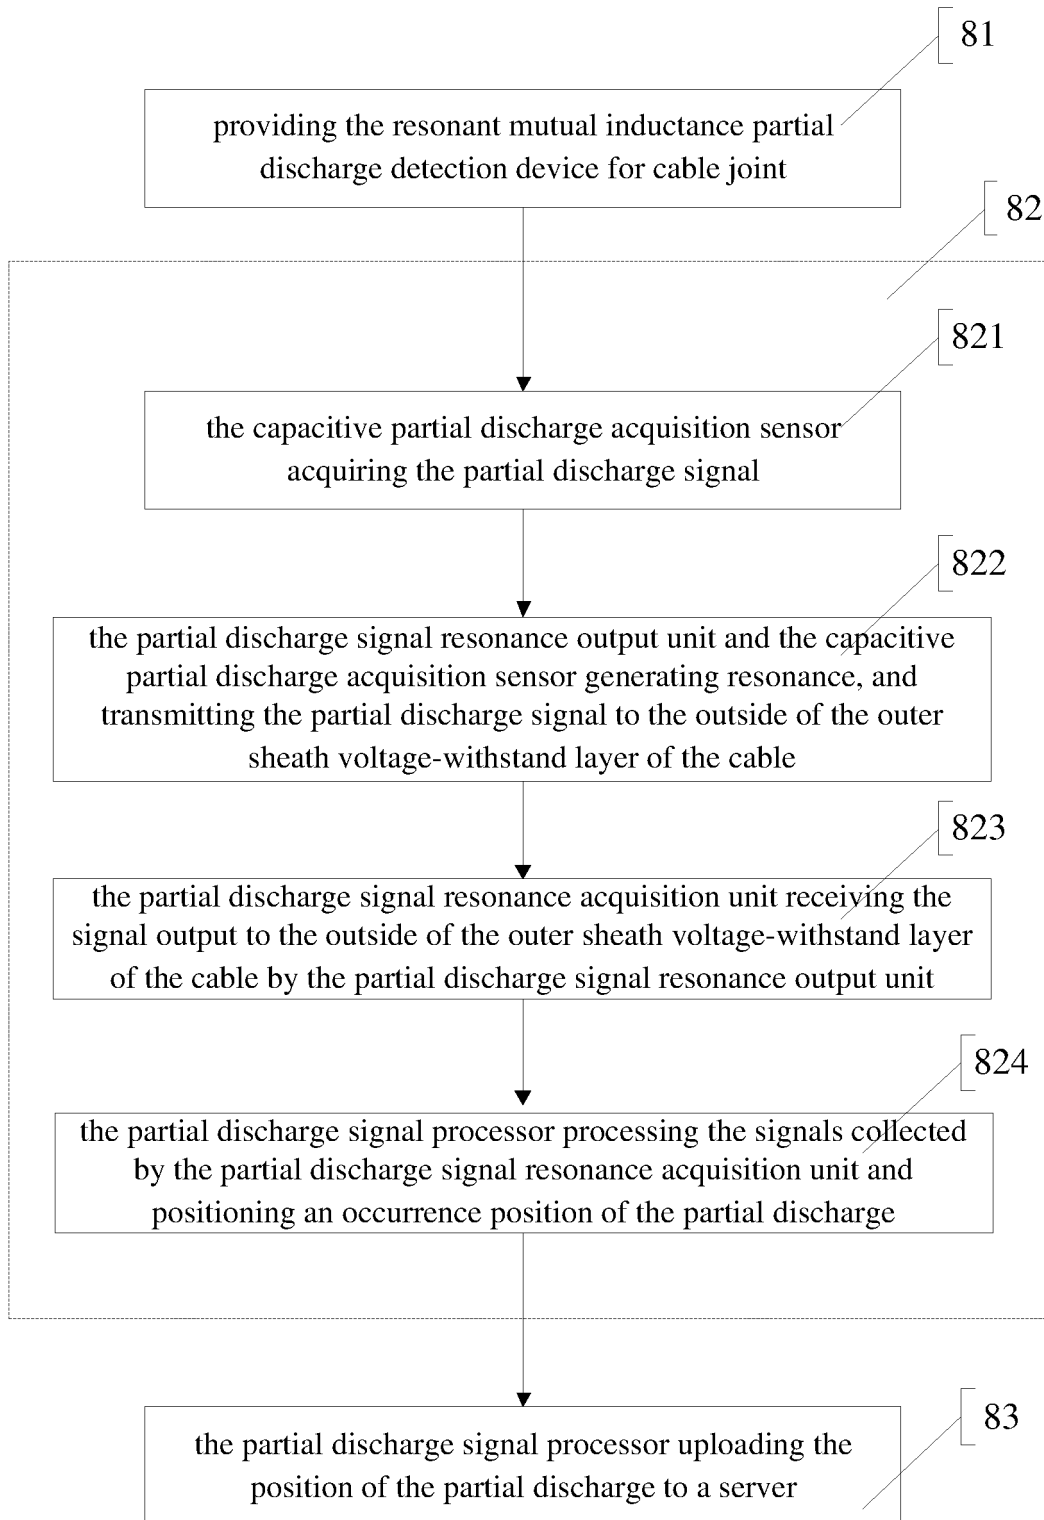 81
providing the resonant mutual inductance partial
discharge detection device for cable joint
82
821
the capacitive partial discharge acquisition sensor
acquiring the partial discharge signal
822
the partial discharge signal resonance output unit and the capacitive
partial discharge acquisition sensor generating resonance, and
transmitting the partial discharge signal to the outside of the outer
sheath voltage-withstand layer of the cable
823
the partial discharge signal resonance acquisition unit receiving the
signal output to the outside of the outer sheath voltage-withstand layer
of the cable by the partial discharge signal resonance output unit
824
the partial discharge signal processor processing the signals collected
by the partial discharge signal resonance acquisition unit and
positioning an occurrence position of the partial discharge
83
the partial discharge signal processor uploading the
position of the partial discharge to a server